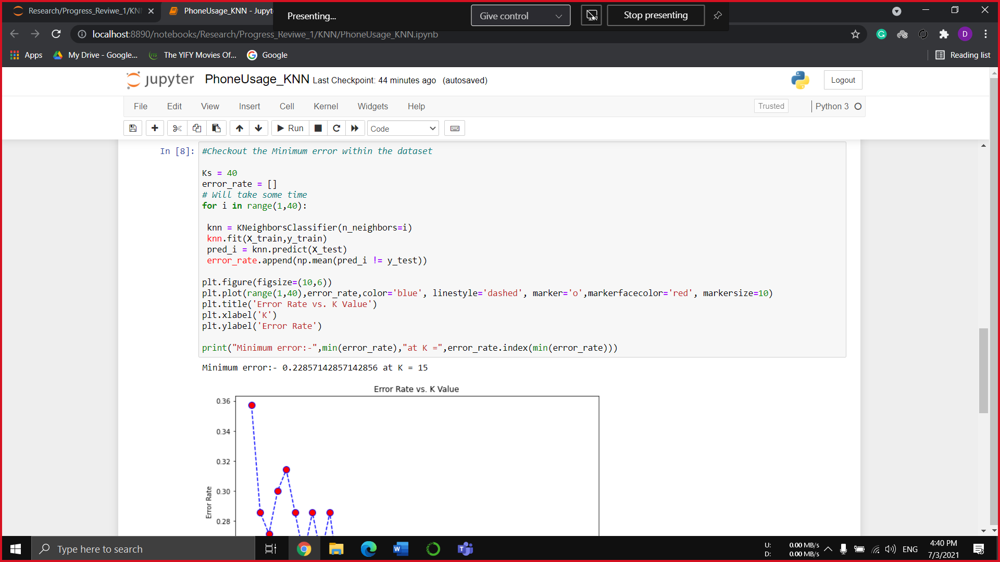 Research/Progress_Reviwe_1/KN
PhoneUsage_KNN - Jupyt
Presenting...
Give control
Stop presenting
localhost:8890/notebooks/Research/Progress_Reviwe_1/KNN/PhoneUsage_KNN.ipynb
G
D
Apps
My Drive - Google...
YTS
The YIFY Movies Of...
Google
Reading list
jupyter
PhoneUsage_KNN Last Checkpoint: 44 minutes ago (autosaved)
Logout
File Edit View Insert Cell Kernel Widgets Help
Trusted
Python 3
Run
Code
In [8]:
#Checkout the Minimum error within the dataset
Ks = 40
error_rate = []
# Will take some time
for i in range(1,40):
 knn = KNeighborsClassifier(n_neighbors=i)
 knn.fit(X_train,y_train)
 pred_i = knn.predict(X_test)
 error_rate.append(np.mean(pred_i != y_test))
plt.figure(figsize=(10,6))
plt.plot(range(1,40),error_rate,color='blue', linestyle='dashed', marker='o',markerfacecolor='red', markersize=10)
plt.title('Error Rate vs. K Value')
plt.xlabel('K')
plt.ylabel('Error Rate')
print("Minimum error:-",min(error_rate),"at K =",error_rate.index(min(error_rate)))
Minimum error:- 0.22857142857142856 at K = 15
Error Rate vs. K Value
0.36
0.34
0.32
0.30
0.28
Error Rate
Type here to search
W
T
U: 0.00 MB/s
D: 0.00 MB/s
ENG
4:40 PM
7/3/2021